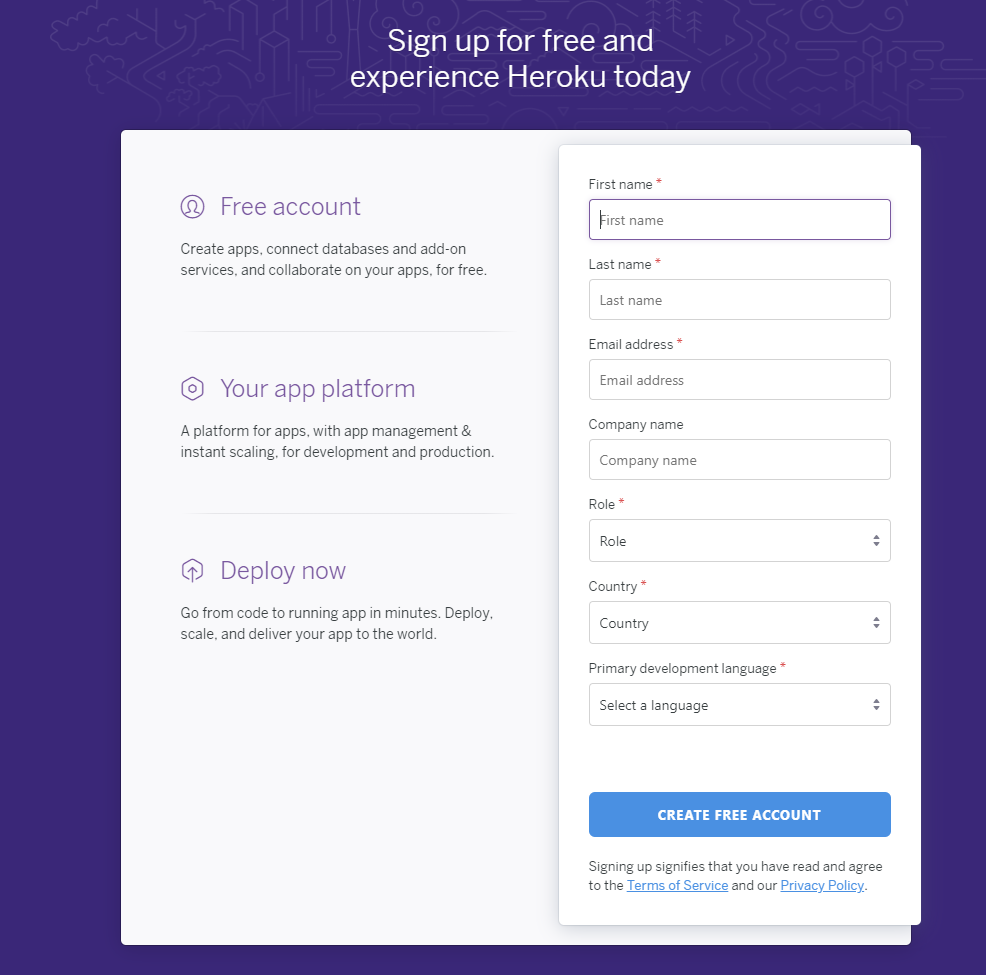 Sign up for free and
experience Heroku today
Free account
Create apps, connect databases and add-on
services, and collaborate on your apps, for free.
Your app platform
A platform for apps, with app management &
instant scaling, for development and production.
Deploy now
Go from code to running app in minutes. Deploy,
scale, and deliver your app to the world.
First name *
First name
Last name *
Last name
Email address *
Email address
Company name
Company name
Role *
Role
Country *
Country
Primary development language *
Select a language
CREATE FREE ACCOUNT
Signing up signifies that you have read and agree
to the Terms of Service and our Privacy Policy.